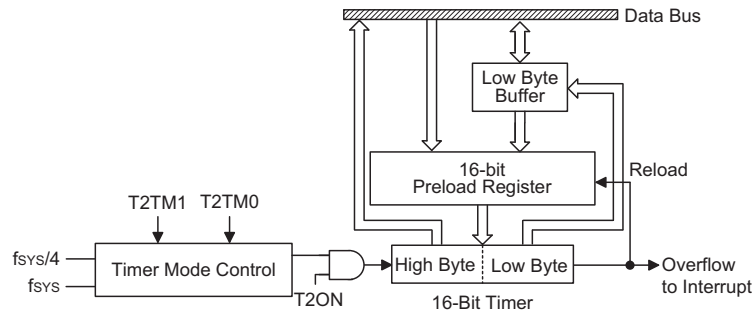 Data Bus
Low Byte
Buffer
16-bit
Preload Register
Reload
T2TM1 T2TM0
fSYS/4
fSYS
Timer Mode Control
T2ON
High Byte Low Byte
16-Bit Timer
Overflow
to Interrupt